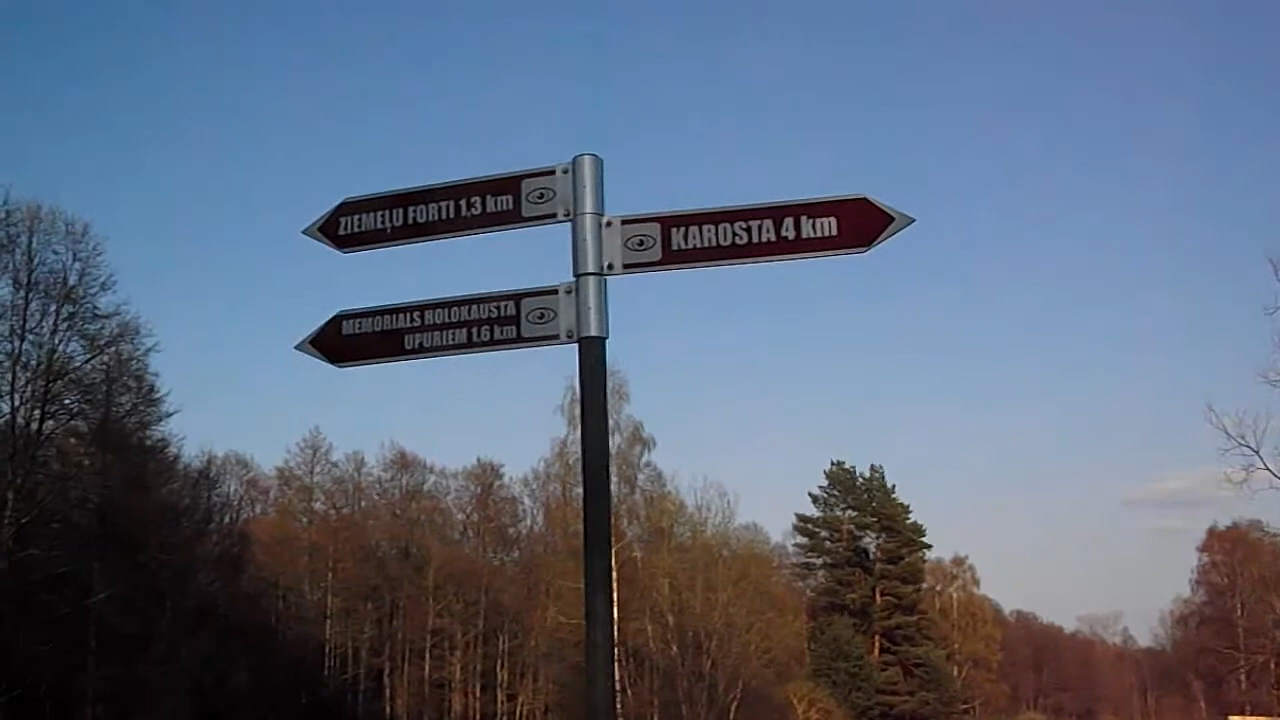 ZIEMEĻU FORTI 1,3 km
KAROSTA 4 km
MEMORIALS HOLOKAUSTA
UPURIEM 1,6 km